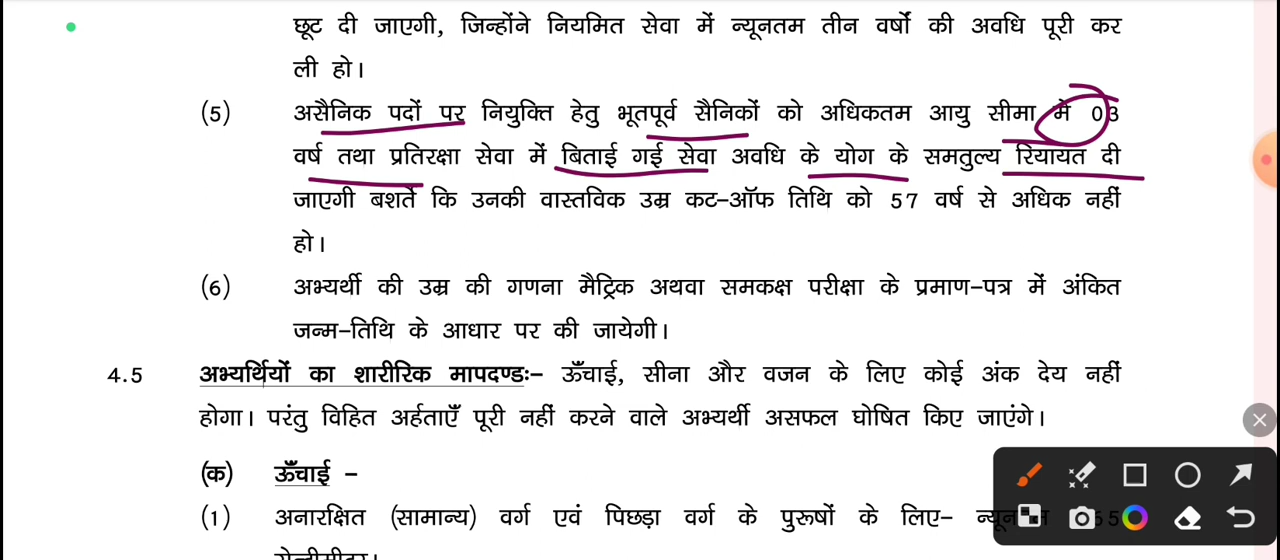 छूट दी जाएगी, जिन्होंने नियमित सेवा में न्यूनतम तीन वर्षों की अवधि पूरी कर
ली हो।
(5) असैनिक पदों पर नियुक्ति हेतु भूतपूर्व सैनिकों को अधिकतम आयु सीमा में 03
वर्ष तथा प्रतिरक्षा सेवा में बिताई गई सेवा अवधि के योग के समतुल्य रियायत दी
जाएगी बशर्ते कि उनकी वास्तविक उम्र कट-ऑफ तिथि को 57 वर्ष से अधिक नहीं
हो।
(6) अभ्यर्थी की उम्र की गणना मैट्रिक अथवा समकक्ष परीक्षा के प्रमाण-पत्र में अंकित
जन्म-तिथि के आधार पर की जायेगी।
4.5 अभ्यर्थियों का शारीरिक मापदण्डः- ऊँचाई, सीना और वजन के लिए कोई अंक देय नहीं
होगा। परंतु विहित अर्हताएँ पूरी नहीं करने वाले अभ्यर्थी असफल घोषित किए जाएंगे।
(क) ऊँचाई -
(1) अनारक्षित (सामान्य) वर्ग एवं पिछड़ा वर्ग के पुरूषों के लिए-